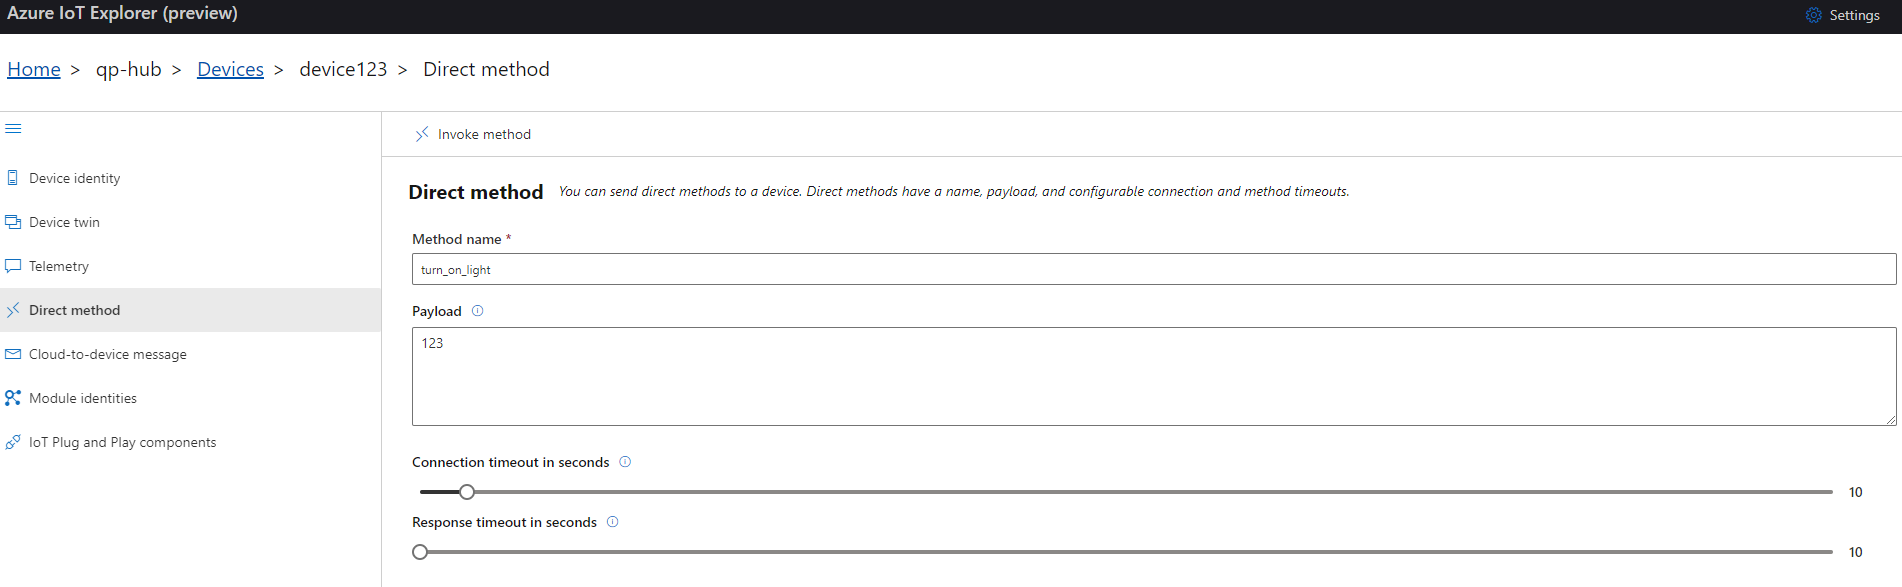 Azure IoT Explorer (preview)
Settings
Home > qp-hub > Devices > device123 > Direct method
Invoke method
Device identity
Device twin
Telemetry
Direct method
Cloud-to-device message
Module identities
IoT Plug and Play components
Direct method You can send direct methods to a device. Direct methods have a name, payload, and configurable connection and method timeouts.
Method name *
turn_on_light
Payload
123
Connection timeout in seconds
10
Response timeout in seconds
10